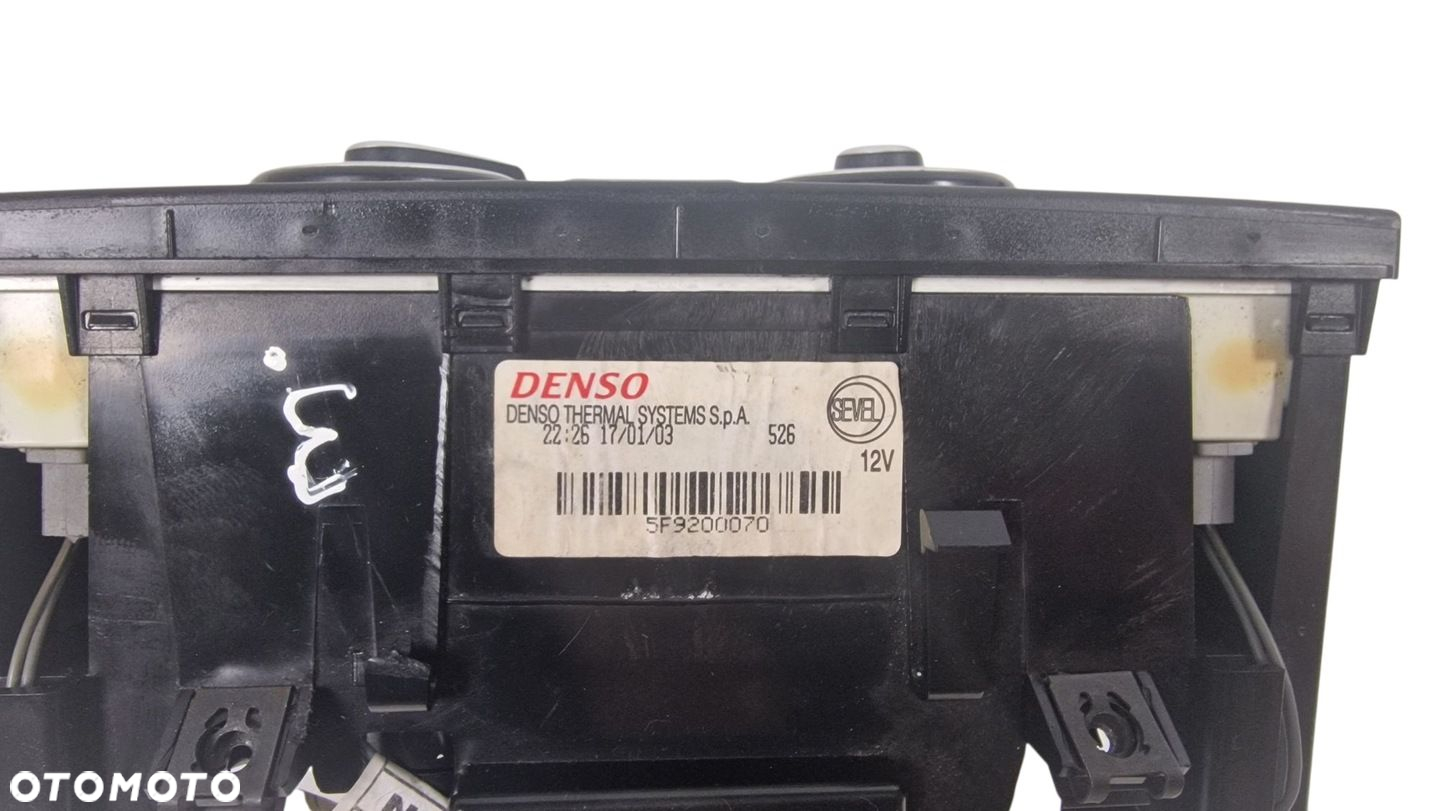 DENSO
DENSO THERMAL SYSTEMS S.p.A.
SEVEL
22:26 17/01/03 526
12V
5F9200070
OTOMOTO